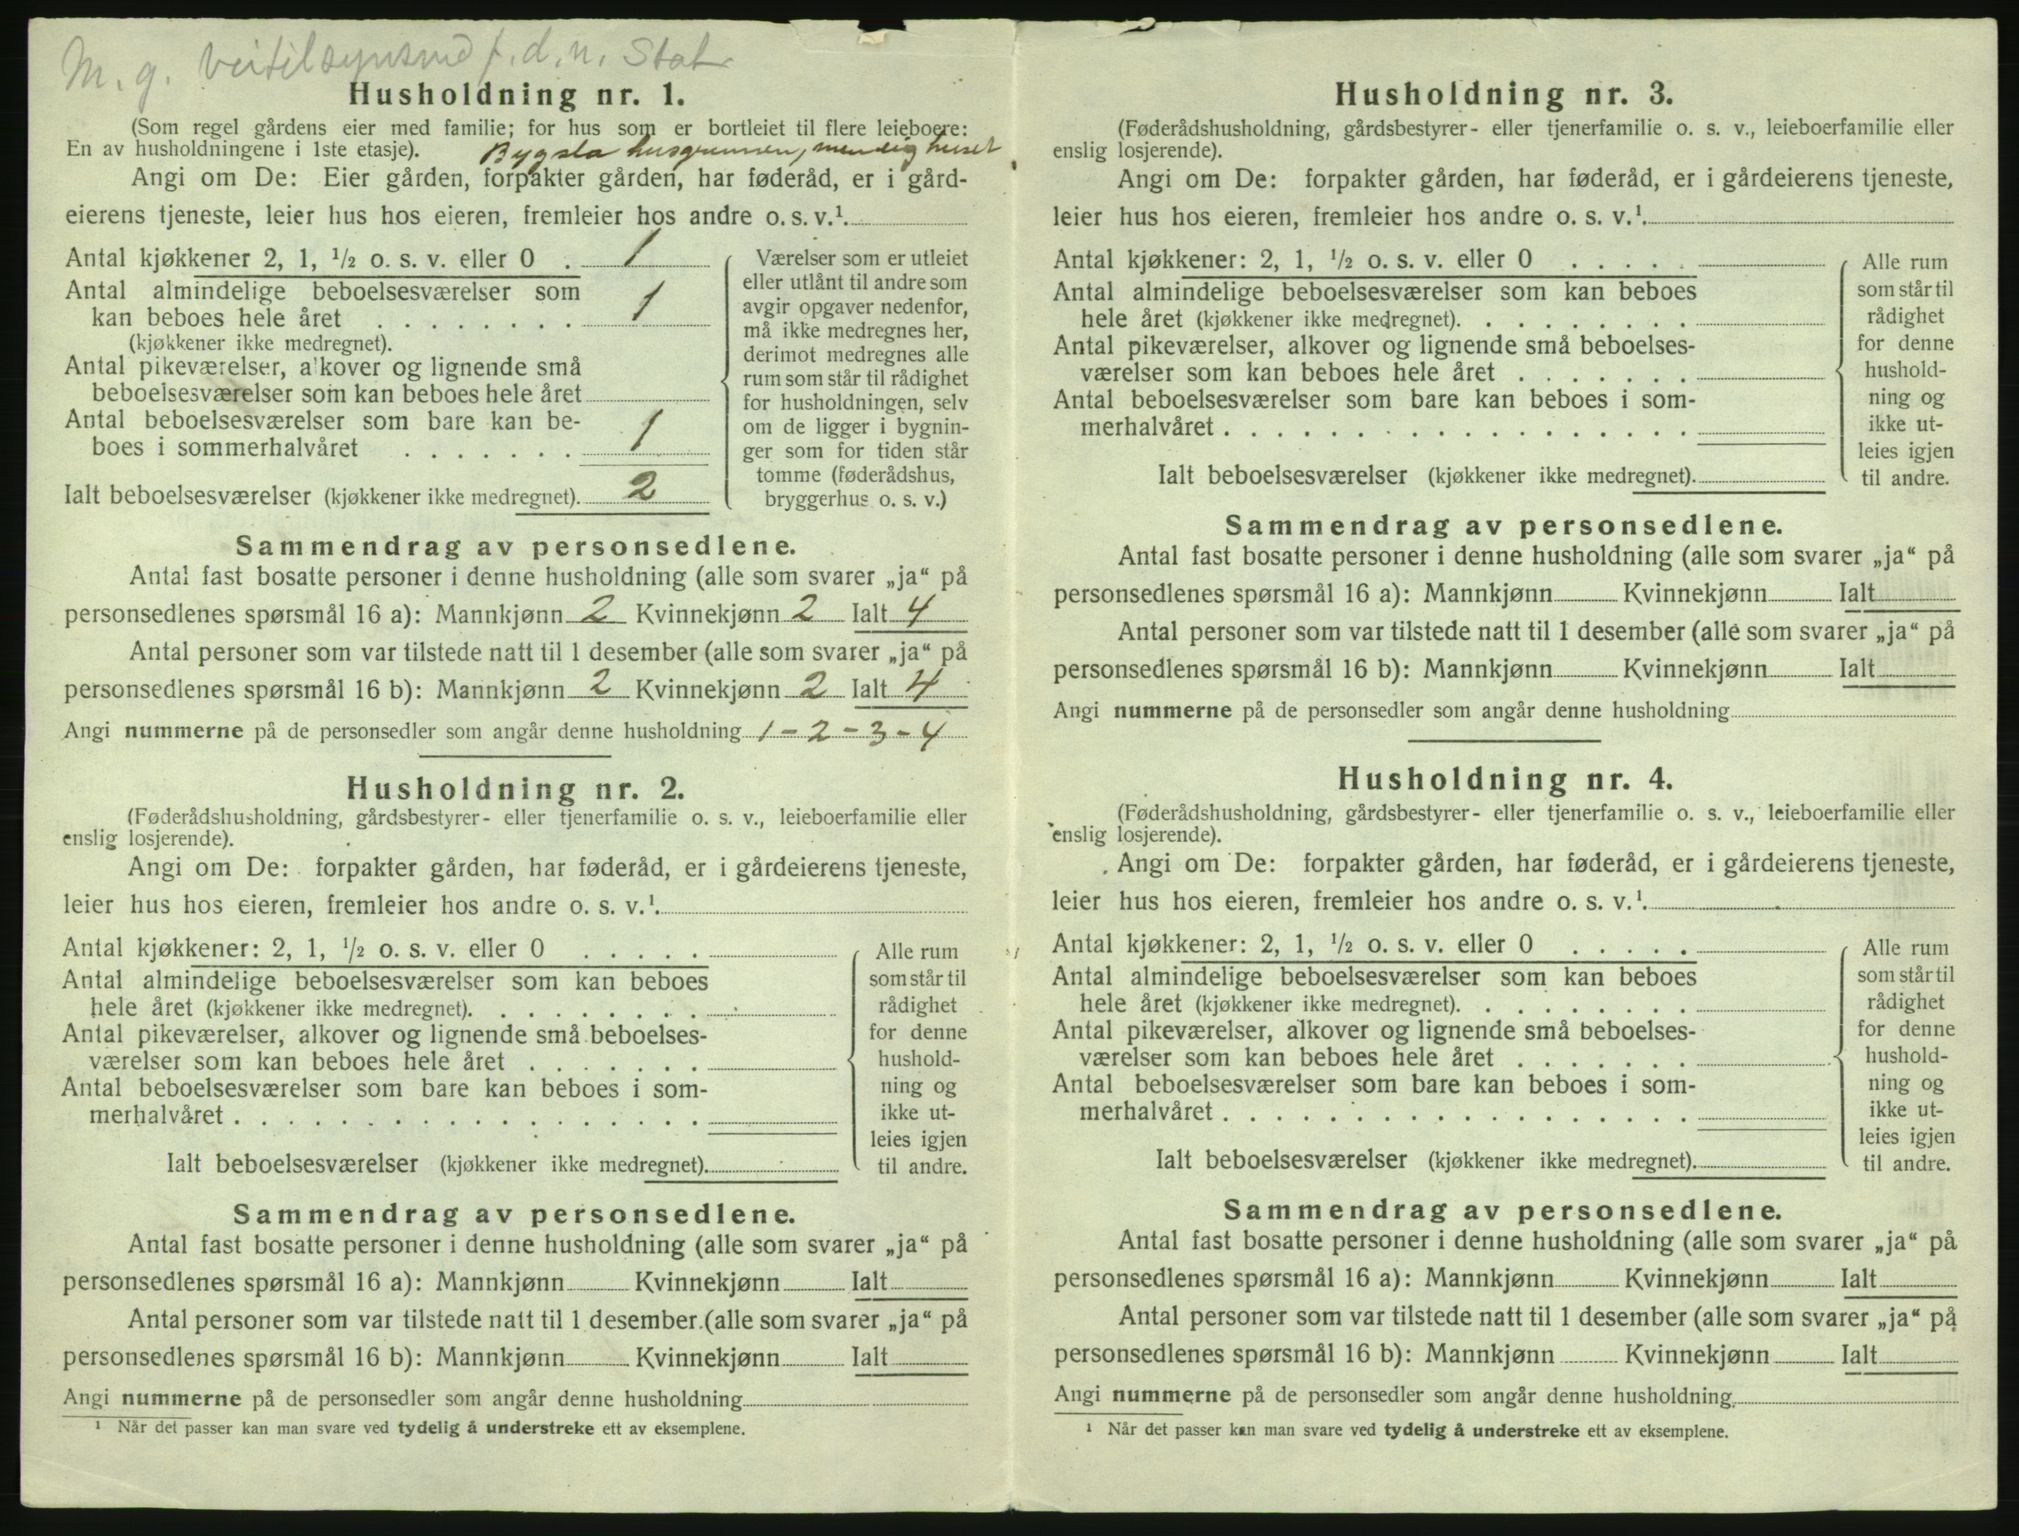 M. g. veitilsynsmd f. d. n. Stat
Husholdning nr. 1.
(Som regel gårdens eier med familie; for hus som er bortleiet til flere leieboere:
En av husholdningene i 1ste etasje).
Bygsla husgrunnen, men eig huset
Angi om De: Eier gården, forpakter gården, har føderåd, er i gård-
eierens tjeneste, leier hus hos eieren, fremleier hos andre o. s. v.¹
Antal kjøkkener 2, 1, ½ o. s. v. eller 0 . 1
Antal almindelige beboelsesværelser som
kan beboes hele året . . . . . . . . 1
(kjøkkener ikke medregnet).
Antal pikeværelser, alkover og lignende små
beboelsesværelser som kan beboes hele året
Antal beboelsesværelser som bare kan be-
boes i sommerhalvåret . . . . . . . 1
Ialt beboelsesværelser (kjøkkener ikke medregnet). 2
Værelser som er utleiet
eller utlånt til andre som
avgir opgaver nedenfor,
må ikke medregnes her,
derimot medregnes alle
rum som står til rådighet
for husholdningen, selv
om de ligger i bygnin-
ger som for tiden står
tomme (føderådshus,
bryggerhus o. s. v.)
Sammendrag av personsedlene.
Antal fast bosatte personer i denne husholdning (alle som svarer „ja“ på
personsedlenes spørsmål 16 a): Mannkjønn 2 Kvinnekjønn 2 Ialt 4
Antal personer som var tilstede natt til 1 desember (alle som svarer „ja“ på
personsedlenes spørsmål 16 b): Mannkjønn 2 Kvinnekjønn 2 Ialt 4
Angi nummerne på de personsedler som angår denne husholdning 1 - 2 - 3 - 4
Husholdning nr. 2.
(Føderådshusholdning, gårdsbestyrer- eller tjenerfamilie o. s. v., leieboerfamilie eller
enslig losjerende).
Angi om De: forpakter gården, har føderåd, er i gårdeierens tjeneste,
leier hus hos eieren, fremleier hos andre o. s. v.¹
Antal kjøkkener: 2, 1, ½ o. s. v. eller 0 . . . . .
Antal almindelige beboelsesværelser som kan beboes
hele året (kjøkkener ikke medregnet). . . . . . . . .
Antal pikeværelser, alkover og lignende små beboelses-
værelser som kan beboes hele året . . . . . . .
Antal beboelsesværelser som bare kan beboes i som-
merhalvåret . . . . . . . . . . . . . . . . . .
Ialt beboelsesværelser (kjøkkener ikke medregnet).
Alle rum
som står til
rådighet
for denne
hushold-
ning og
ikke ut-
leies igjen
til andre.
Sammendrag av personsedlene.
Antal fast bosatte personer i denne husholdning (alle som svarer „ja“ på
personsedlenes spørsmål 16 a): Mannkjønn Kvinnekjønn Ialt
Antal personer som var tilstede natt til 1 desember (alle som svarer „ja“ på
personsedlenes spørsmål 16 b): Mannkjønn Kvinnekjønn Ialt
Angi nummerne på de personsedler som angår denne husholdning
¹ Når det passer kan man svare ved tydelig å understreke ett av eksemplene.
Husholdning nr. 3.
(Føderådshusholdning, gårdsbestyrer- eller tjenerfamilie o. s. v., leieboerfamilie eller
enslig losjerende).
Angi om De: forpakter gården, har føderåd, er i gårdeierens tjeneste,
leier hus hos eieren, fremleier hos andre o. s. v.¹
Antal kjøkkener: 2, 1, ½ o. s. v. eller 0 . . . . .
Antal almindelige beboelsesværelser som kan beboes
hele året (kjøkkener ikke medregnet). . . . . . . . .
Antal pikeværelser, alkover og lignende små beboelses-
værelser som kan beboes hele året . . . . . . .
Antal beboelsesværelser som bare kan beboes i som-
merhalvåret . . . . . . . . . . . . . . . . . .
Ialt beboelsesværelser (kjøkkener ikke medregnet).
Alle rum
som står til
rådighet
for denne
hushold-
ning og
ikke ut-
leies igjen
til andre.
Sammendrag av personsedlene.
Antal fast bosatte personer i denne husholdning (alle som svarer „ja“ på
personsedlenes spørsmål 16 a): Mannkjønn Kvinnekjønn Ialt
Antal personer som var tilstede natt til 1 desember (alle som svarer „ja“ på
personsedlenes spørsmål 16 b): Mannkjønn Kvinnekjønn Ialt
Angi nummerne på de personsedler som angår denne husholdning
Husholdning nr. 4.
(Føderådshusholdning, gårdsbestyrer- eller tjenerfamilie o. s. v., leieboerfamilie eller
enslig losjerende).
Angi om De: forpakter gården, har føderåd, er i gårdeierens tjeneste,
leier hus hos eieren, fremleier hos andre o. s. v.¹
Antal kjøkkener: 2, 1, ½ o. s. v. eller 0 . . . . .
Antal almindelige beboelsesværelser som kan beboes
hele året (kjøkkener ikke medregnet). . . . . . . . .
Antal pikeværelser, alkover og lignende små beboelses-
værelser som kan beboes hele året . . . . . . .
Antal beboelsesværelser som bare kan beboes i som-
merhalvåret . . . . . . . . . . . . . . . . . .
Ialt beboelsesværelser (kjøkkener ikke medregnet).
Alle rum
som står til
rådighet
for denne
hushold-
ning og
ikke ut-
leies igjen
til andre.
Sammendrag av personsedlene.
Antal fast bosatte personer i denne husholdning (alle som svarer „ja“ på
personsedlenes spørsmål 16 a): Mannkjønn Kvinnekjønn Ialt
Antal personer som var tilstede natt til 1 desember (alle som svarer „ja“ på
personsedlenes spørsmål 16 b): Mannkjønn Kvinnekjønn Ialt
Angi nummerne på de personsedler som angår denne husholdning
¹ Når det passer kan man svare ved tydelig å understreke ett av eksemplene.